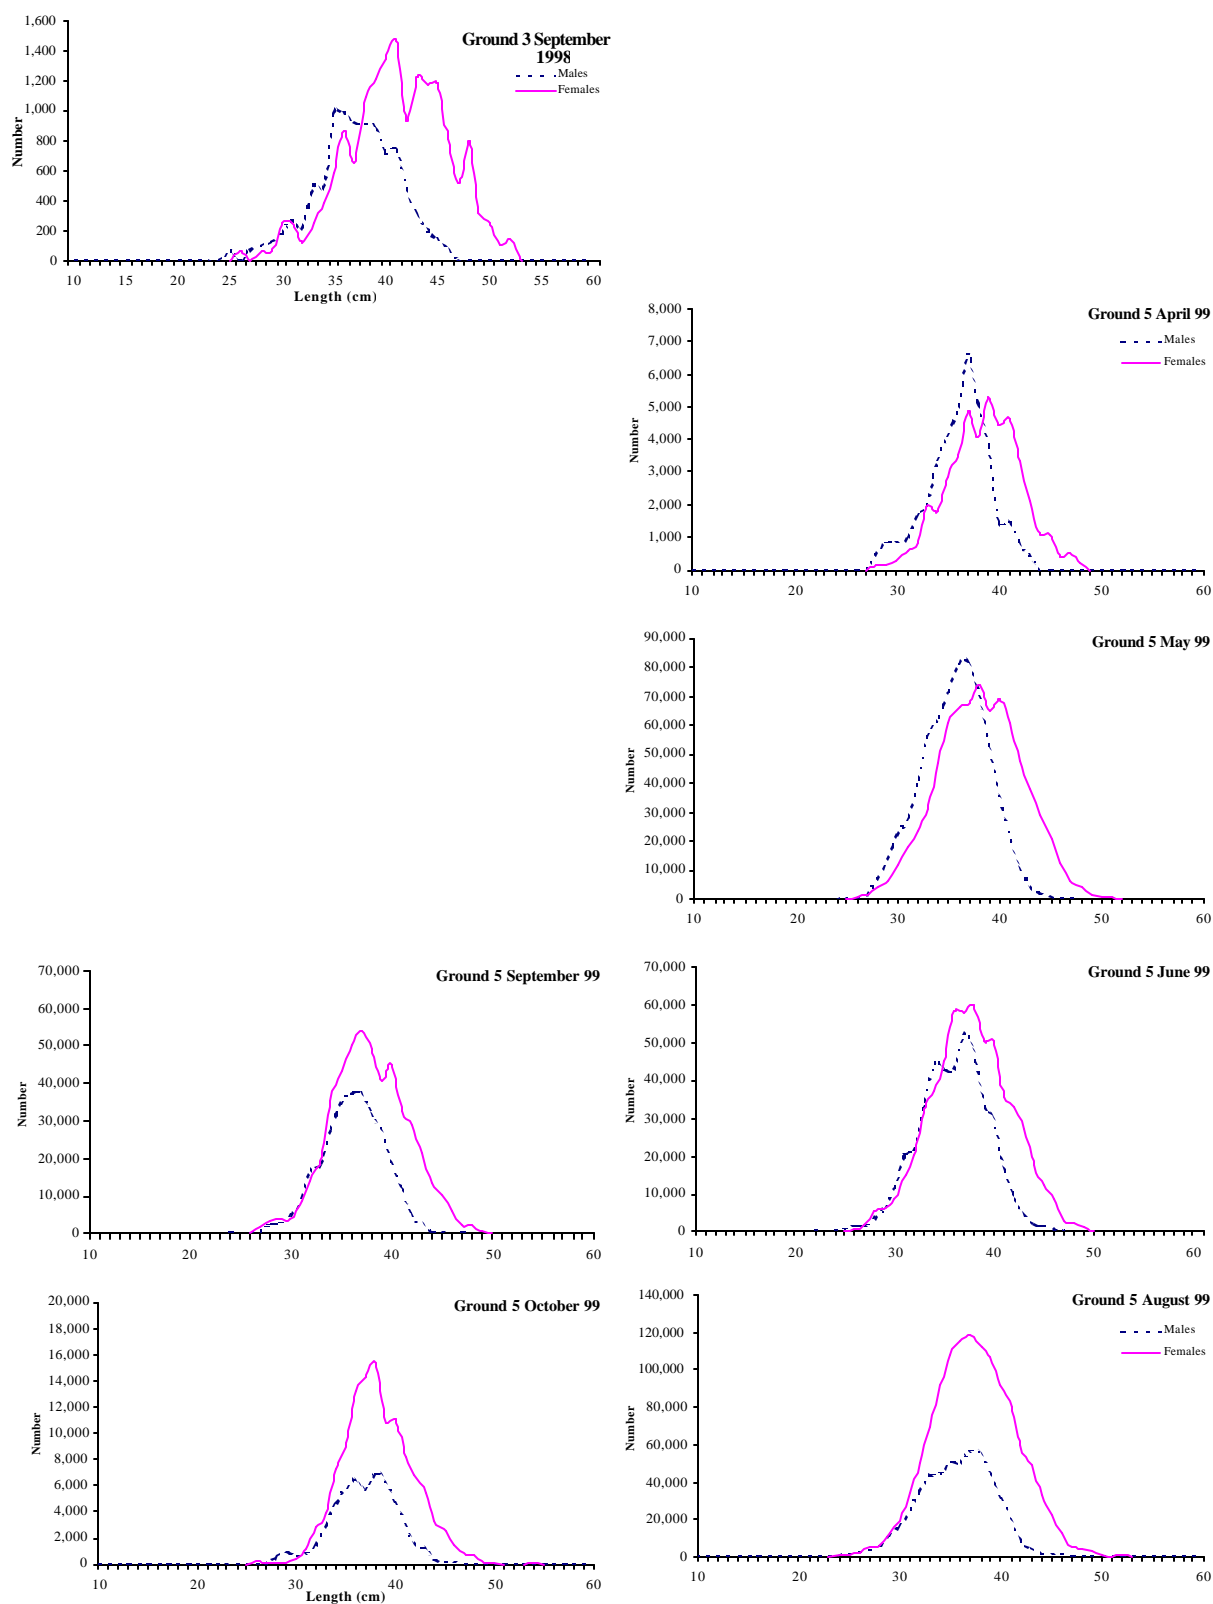 1,600
Ground 3 September
1998
Males
Females
1,400
1,200
1,000
800
600
400
200
0
Number
10 15 20 25 30 35 40 45 50 55 60
Length (cm)
8,000
Ground 5 April 99
Males
Females
7,000
6,000
5,000
4,000
3,000
2,000
1,000
0
Number
10 20 30 40 50 60
90,000
Ground 5 May 99
80,000
70,000
60,000
50,000
40,000
30,000
20,000
10,000
0
Number
10 20 30 40 50 60
70,000
Ground 5 September 99
60,000
50,000
40,000
30,000
20,000
10,000
0
Number
10 20 30 40 50 60
70,000
Ground 5 June 99
60,000
50,000
40,000
30,000
20,000
10,000
0
Number
10 20 30 40 50 60
20,000
Ground 5 October 99
18,000
16,000
14,000
12,000
10,000
8,000
6,000
4,000
2,000
0
Number
10 20 30 40 50 60
Length (cm)
140,000
Ground 5 August 99
Males
Females
120,000
100,000
80,000
60,000
40,000
20,000
0
Number
10 20 30 40 50 60